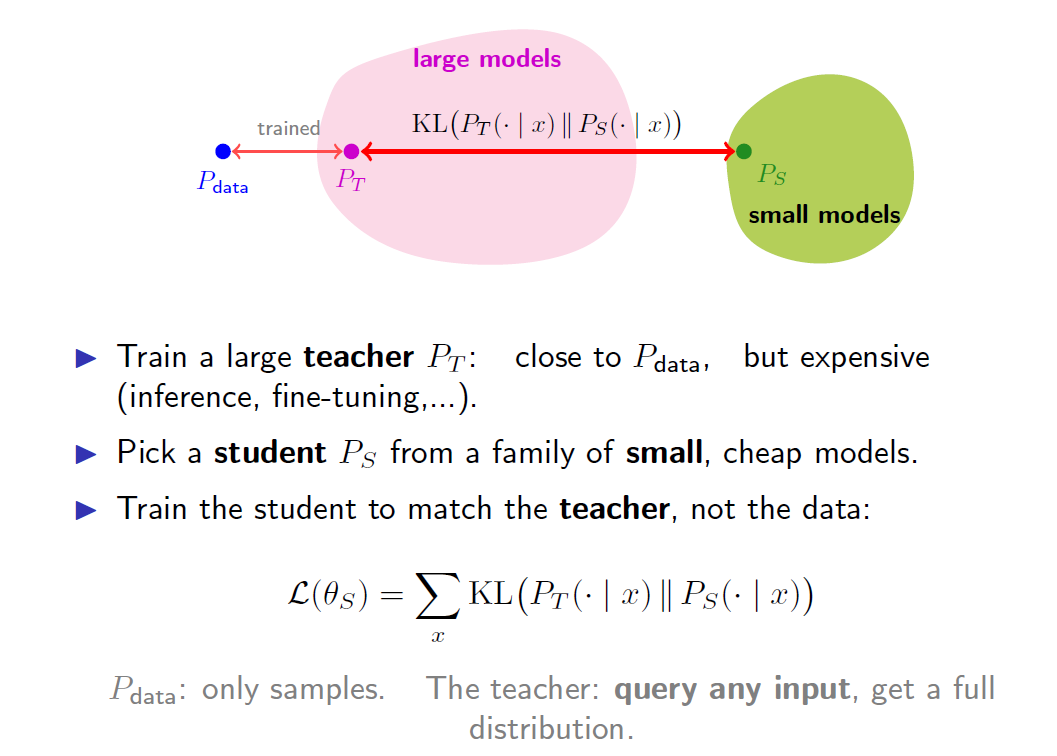 large models
trained
KL(P_T(· | x) ∥ P_S(· | x))
P_data
P_T
P_S
small models
▶ Train a large teacher P_T: close to P_data, but expensive
(inference, fine-tuning,...).
▶ Pick a student P_S from a family of small, cheap models.
▶ Train the student to match the teacher, not the data:
ℒ(θ_S) = ∑_x KL(P_T(· | x) ∥ P_S(· | x))
P_data: only samples. The teacher: query any input, get a full
distribution.